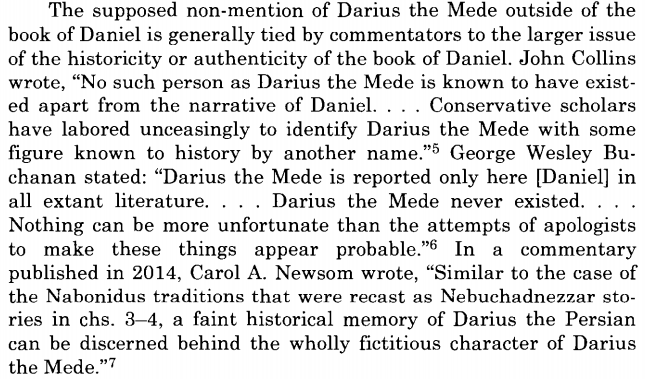 The supposed non-mention of Darius the Mede outside of the
book of Daniel is generally tied by commentators to the larger issue
of the historicity or authenticity of the book of Daniel. John Collins
wrote, “No such person as Darius the Mede is known to have exist-
ed apart from the narrative of Daniel. . . . Conservative scholars
have labored unceasingly to identify Darius the Mede with some
figure known to history by another name.”5 George Wesley Bu-
chanan stated: “Darius the Mede is reported only here [Daniel] in
all extant literature. . . . Darius the Mede never existed. . . .
Nothing can be more unfortunate than the attempts of apologists
to make these things appear probable.”6 In a commentary
published in 2014, Carol A. Newsom wrote, “Similar to the case of
the Nabonidus traditions that were recast as Nebuchadnezzar sto-
ries in chs. 3–4, a faint historical memory of Darius the Persian
can be discerned behind the wholly fictitious character of Darius
the Mede.”7